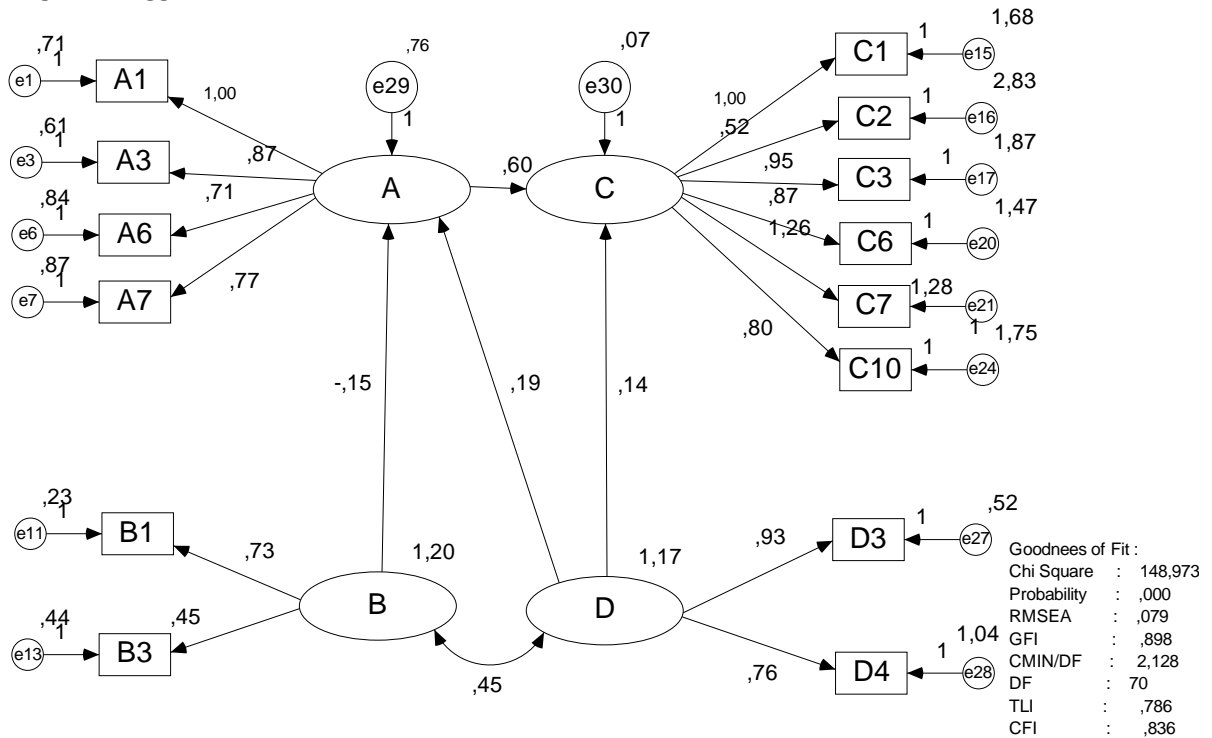 ,71
1
e1
A1
1,00
,61
1
e3
A3
,87
,84
1
e6
A6
,71
,87
1
e7
A7
,77
,76
e29
1
A
,60
,07
e30
1
C
1,00
C1
1
1,68
e15
,52
C2
1
2,83
e16
,95
C3
1
1,87
e17
,87
C6
1
1,47
e20
1,26
C7
1
1,28
e21
,80
C10
1
1,75
e24
-,15
,19
,14
,23
1
e11
B1
,73
,44
1
e13
B3
,45
1,20
B
1,17
D
,45
,93
D3
1
,52
e27
,76
D4
1
1,04
e28
Goodnees of Fit :
Chi Square : 148,973
Probability : ,000
RMSEA : ,079
GFI : ,898
CMIN/DF : 2,128
DF : 70
TLI : ,786
CFI : ,836